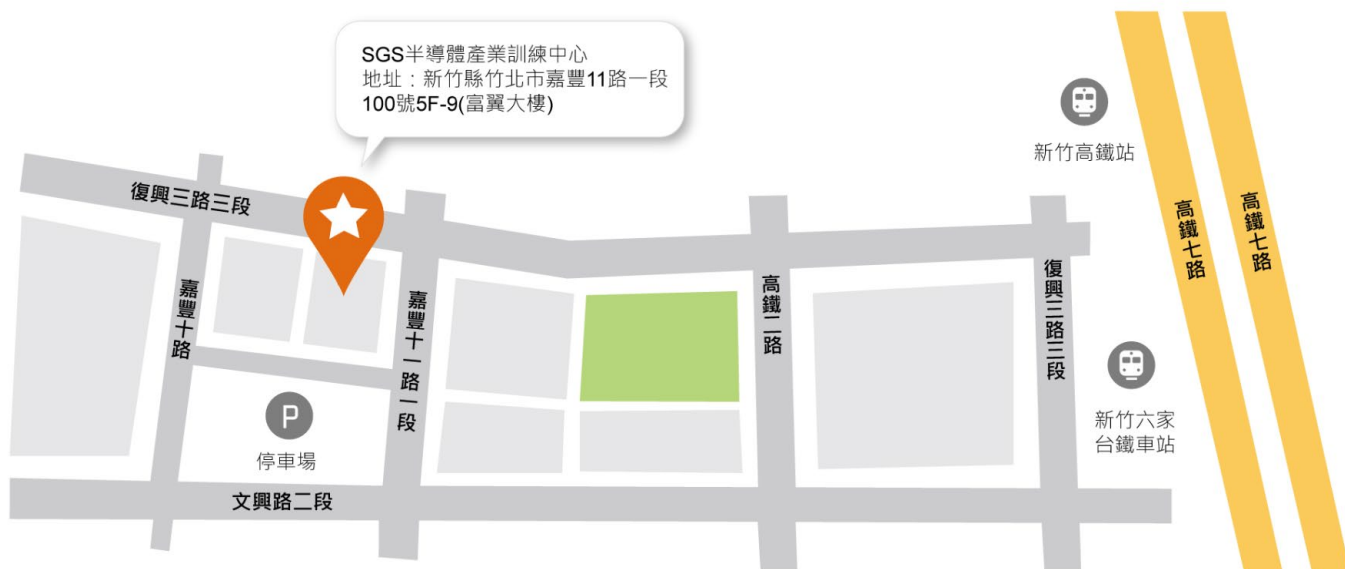 SGS半導體產業訓練中心
地址：新竹縣竹北市嘉豐11路一段
100號5F-9(富翼大樓)
新竹高鐵站
復興三路三段
高鐵七路
高鐵七路
嘉豐十路
嘉豐十一路一段
高鐵二路
復興三路三段
P
停車場
新竹六家
台鐵車站
文興路二段